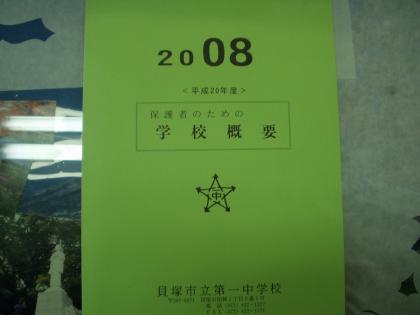 2008
<平成20年度>
保護者のための
学校概要
中
貝塚市立第一中学校